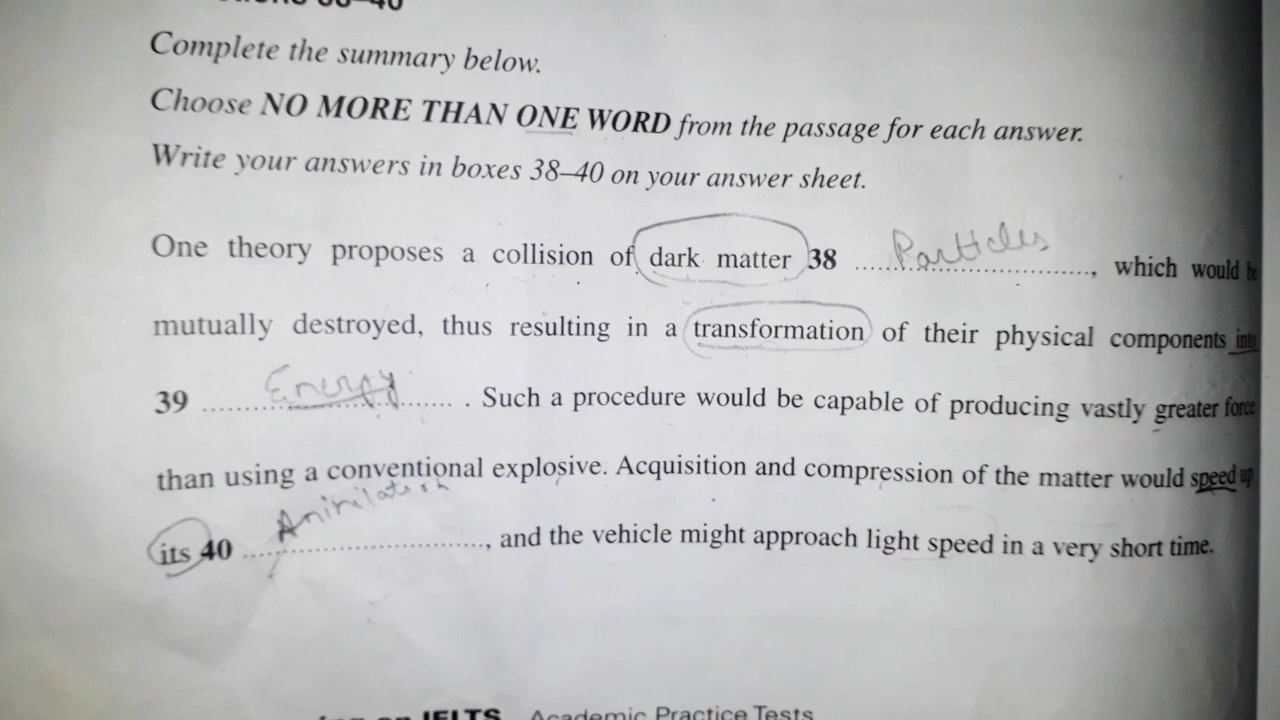 40
Complete the summary below.
Choose NO MORE THAN ONE WORD from the passage for each answer.
Write your answers in boxes 38–40 on your answer sheet.
One theory proposes a collision of dark matter 38 Particles ...................., which would be
mutually destroyed, thus resulting in a transformation of their physical components into
39 Energy .................... . Such a procedure would be capable of producing vastly greater force
than using a conventional explosive. Acquisition and compression of the matter would speed up
its 40 Anihilation ...................., and the vehicle might approach light speed in a very short time.
on IELTS Academic Practice Tests